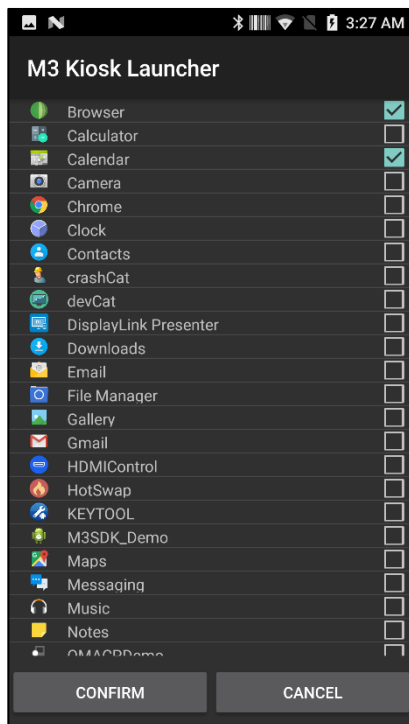 3:27 AM
M3 Kiosk Launcher
Browser
Calculator
Calendar
Camera
Chrome
Clock
Contacts
crashCat
devCat
DisplayLink Presenter
Downloads
Email
File Manager
Gallery
Gmail
HDMIControl
HotSwap
KEYTOOL
M3SDK_Demo
Maps
Messaging
Music
Notes
CONFIRM CANCEL